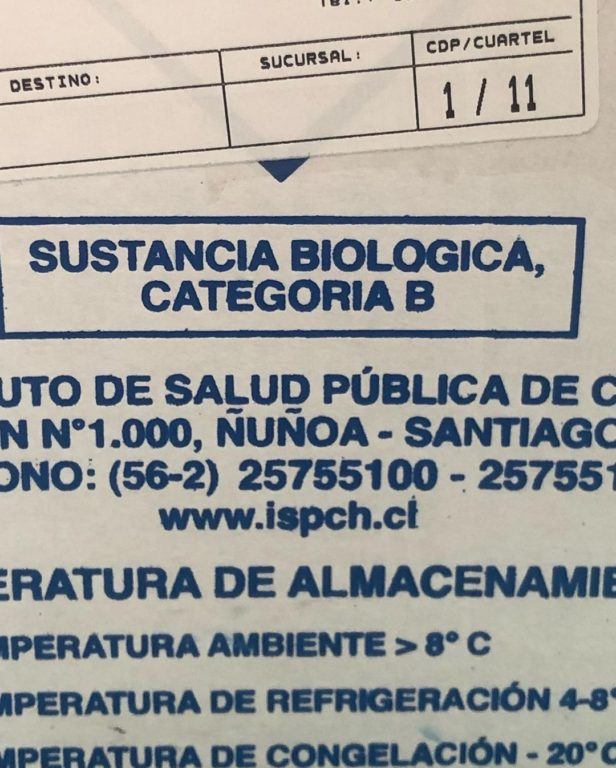 DESTINO:
SUCURSAL:
CDP/CUARTEL
1 / 11
SUSTANCIA BIOLOGICA,
CATEGORIA B
UTO DE SALUD PÚBLICA DE C
N N°1.000, ÑUÑOA - SANTIAGO
ONO: (56-2) 25755100 - 257551
www.ispch.cl
ERATURA DE ALMACENAMIE
MPERATURA AMBIENTE > 8° C
MPERATURA DE REFRIGERACIÓN 4-8°
MPERATURA DE CONGELACIÓN - 20°C